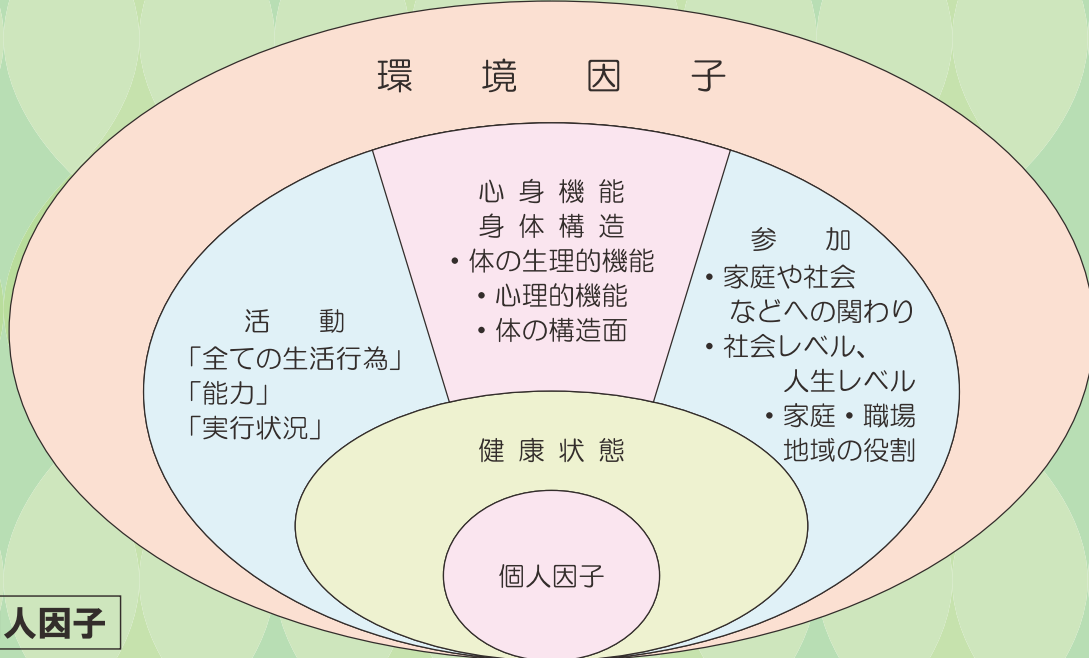 環境因子
心身機能
身体構造
・体の生理的機能
・心理的機能
・体の構造面
活動
「全ての生活行為」
「能力」
「実行状況」
参加
・家庭や社会
などへの関わり
・社会レベル、
人生レベル
・家庭・職場
地域の役割
健康状態
個人因子
人因子